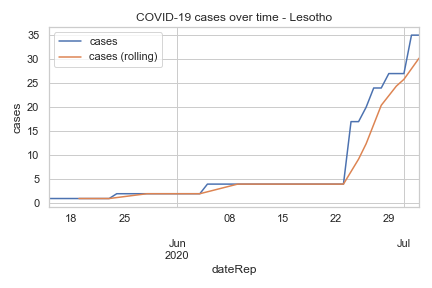 COVID-19 cases over time - Lesotho
cases
cases (rolling)
35
30
25
20
15
10
5
0
cases
18
25
08
15
22
29
Jun
2020
Jul
dateRep